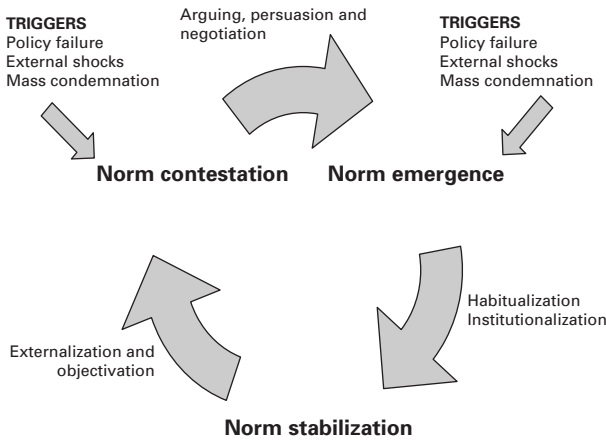 TRIGGERS
Policy failure
External shocks
Mass condemnation
Arguing, persuasion and
negotiation
TRIGGERS
Policy failure
External shocks
Mass condemnation
Norm contestation
Norm emergence
Habitualization
Institutionalization
Externalization and
objectivation
Norm stabilization